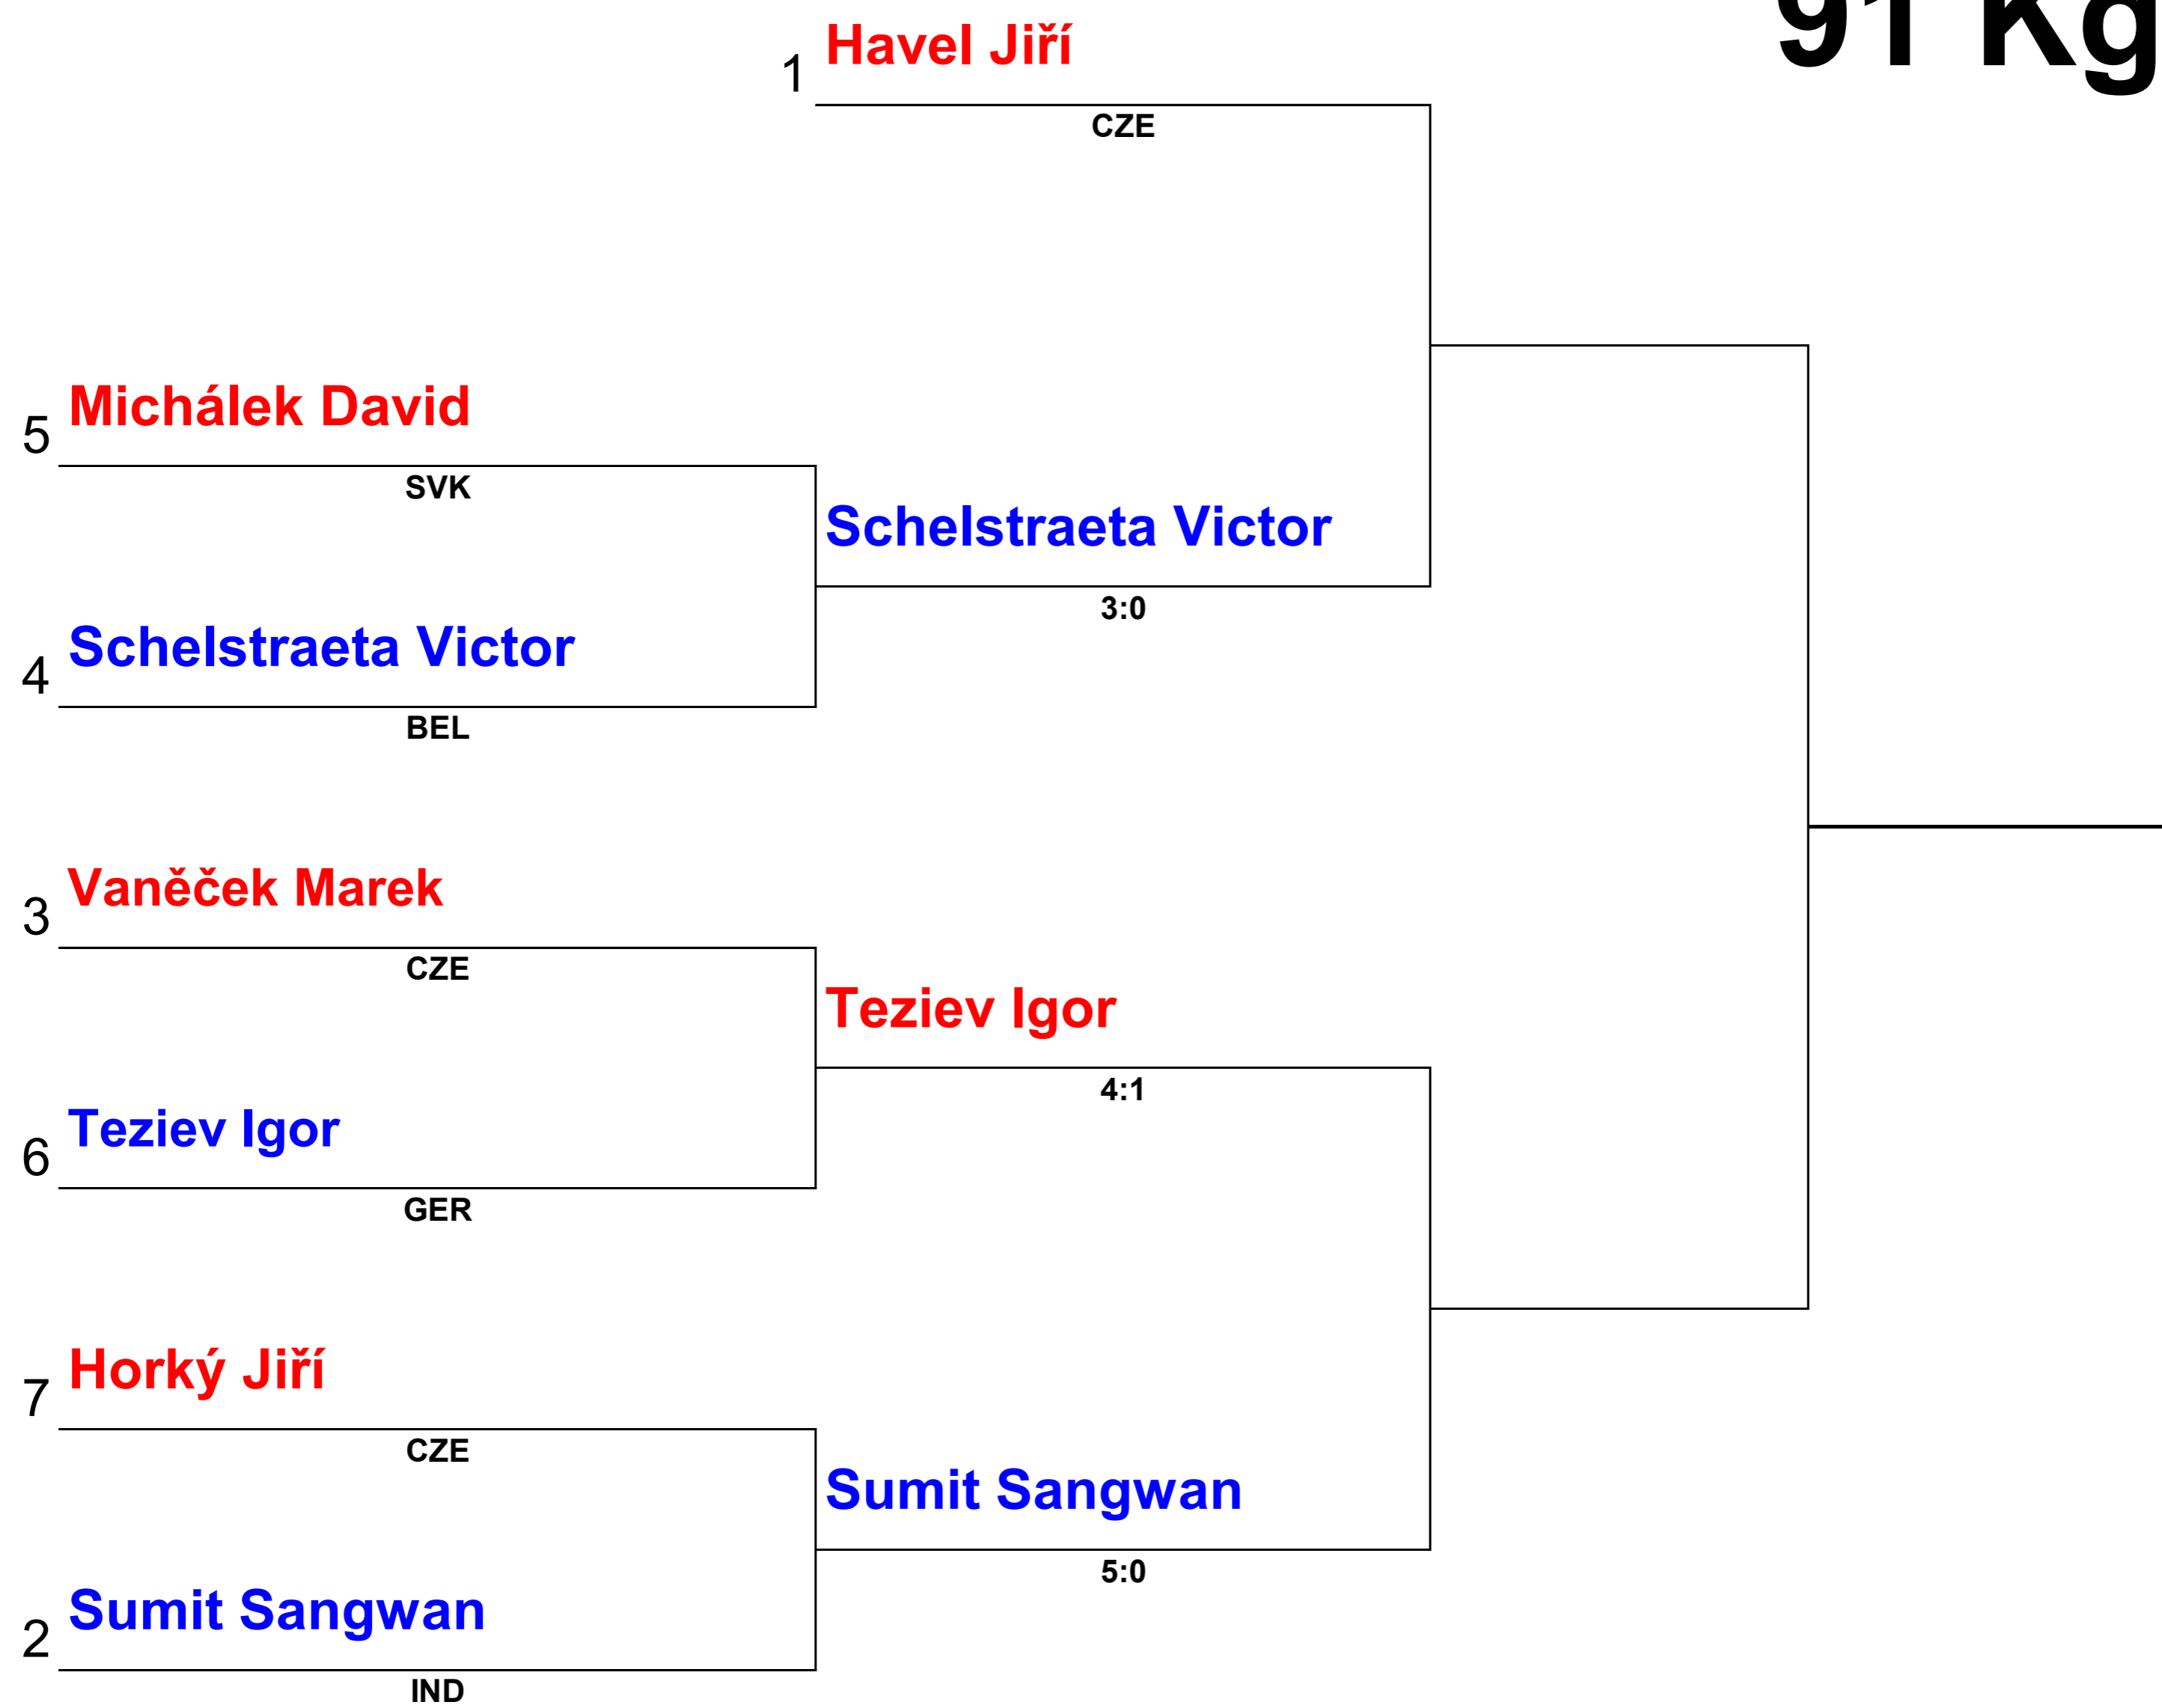 91 Kg
1
Havel Jiří
CZE
5
Michálek David
SVK
Schelstraeta Victor
3:0
4
Schelstraeta Victor
BEL
3
Vaněček Marek
CZE
Teziev Igor
4:1
6
Teziev Igor
GER
7
Horký Jiří
CZE
Sumit Sangwan
5:0
2
Sumit Sangwan
IND